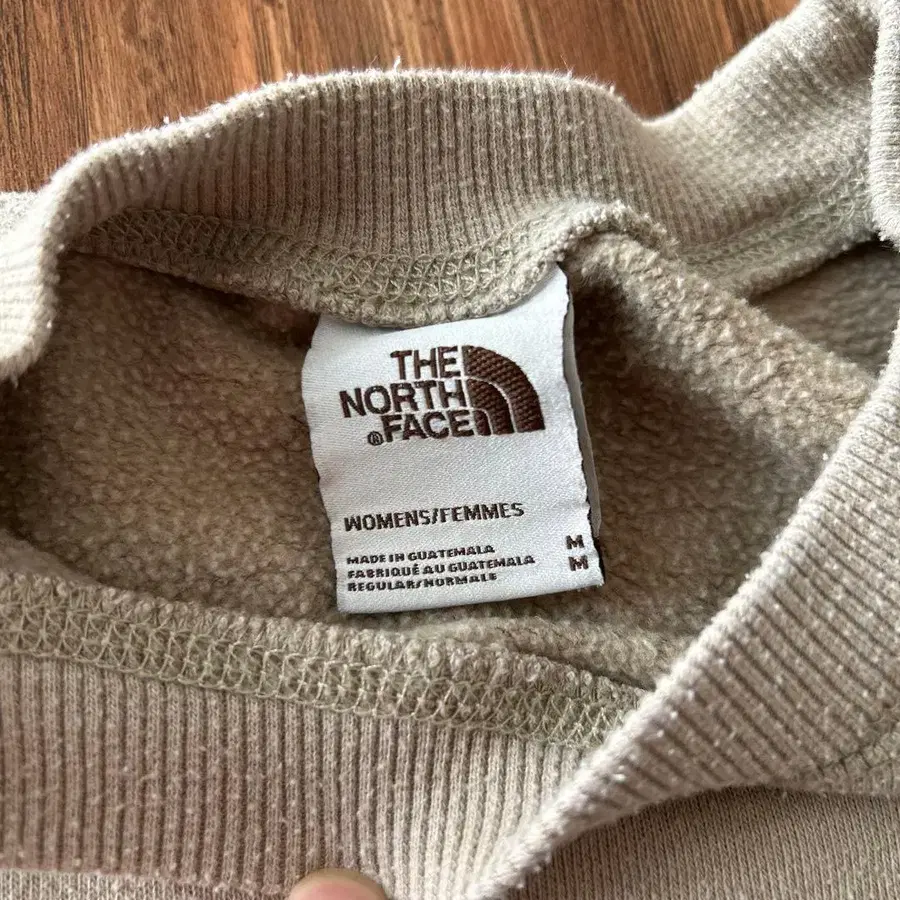 THE
NORTH
®FACE
WOMENS/FEMMES
MADE IN GUATEMALA M
FABRIQUÉ AU GUATEMALA M
REGULAR/NORMALE